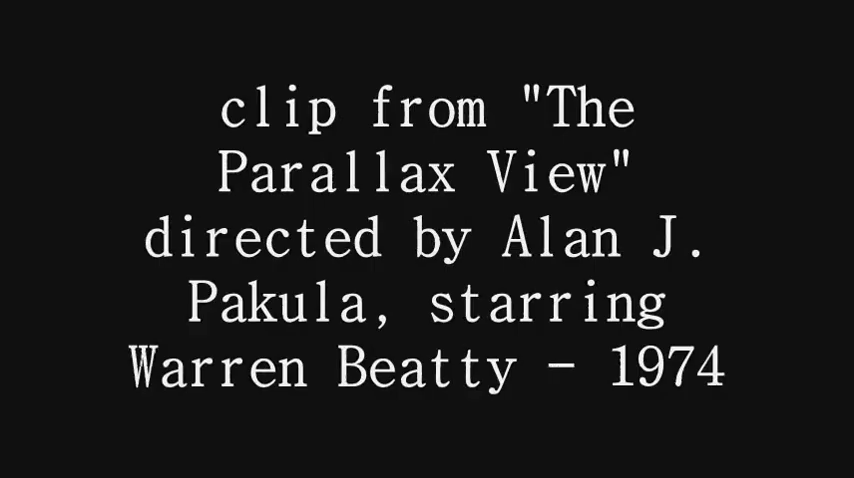 clip from "The
Parallax View"
directed by Alan J.
Pakula, starring
Warren Beatty - 1974